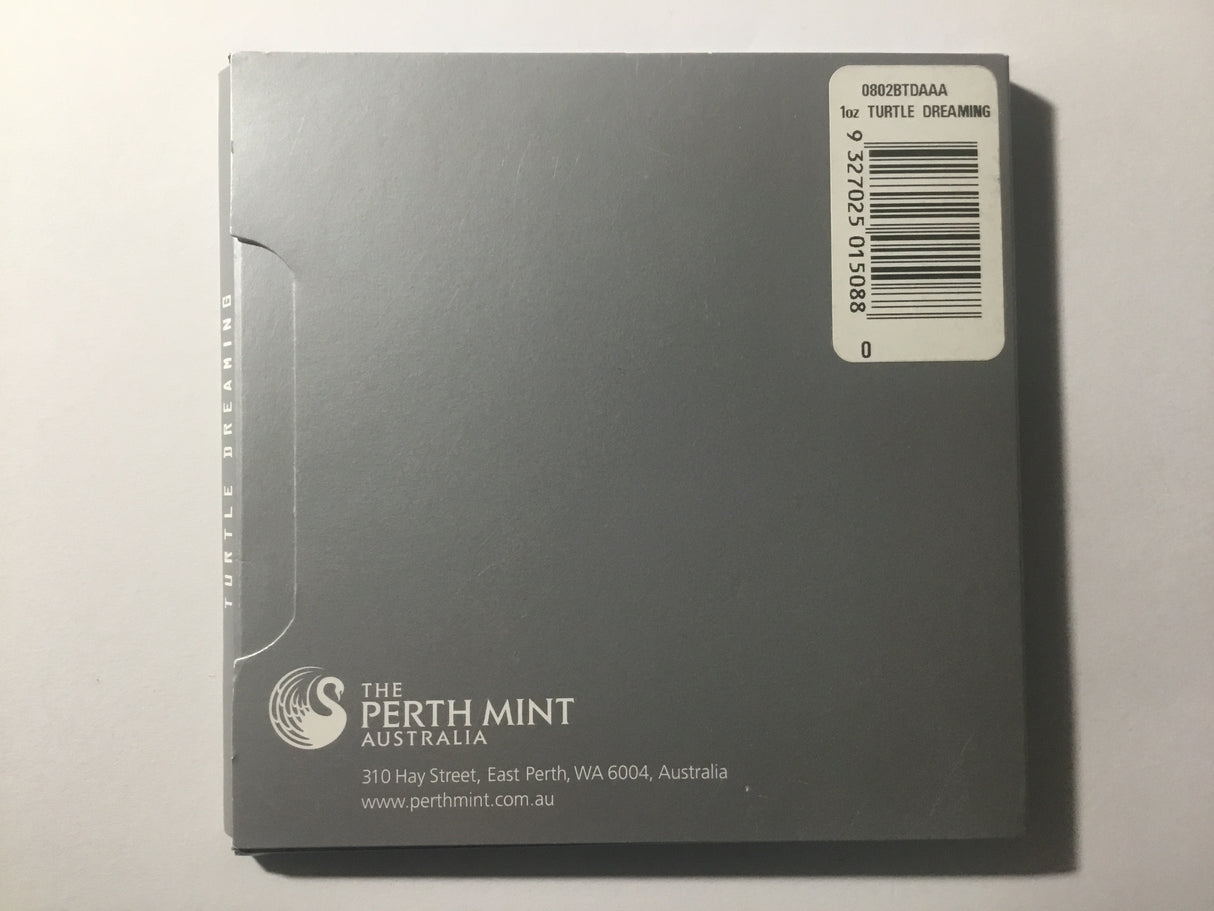 0802BTDAAA
1oz TURTLE DREAMING
9 327025 015088
0
TURTLE DREAMING
THE
PERTH MINT
AUSTRALIA
310 Hay Street, East Perth, WA 6004, Australia
www.perthmint.com.au